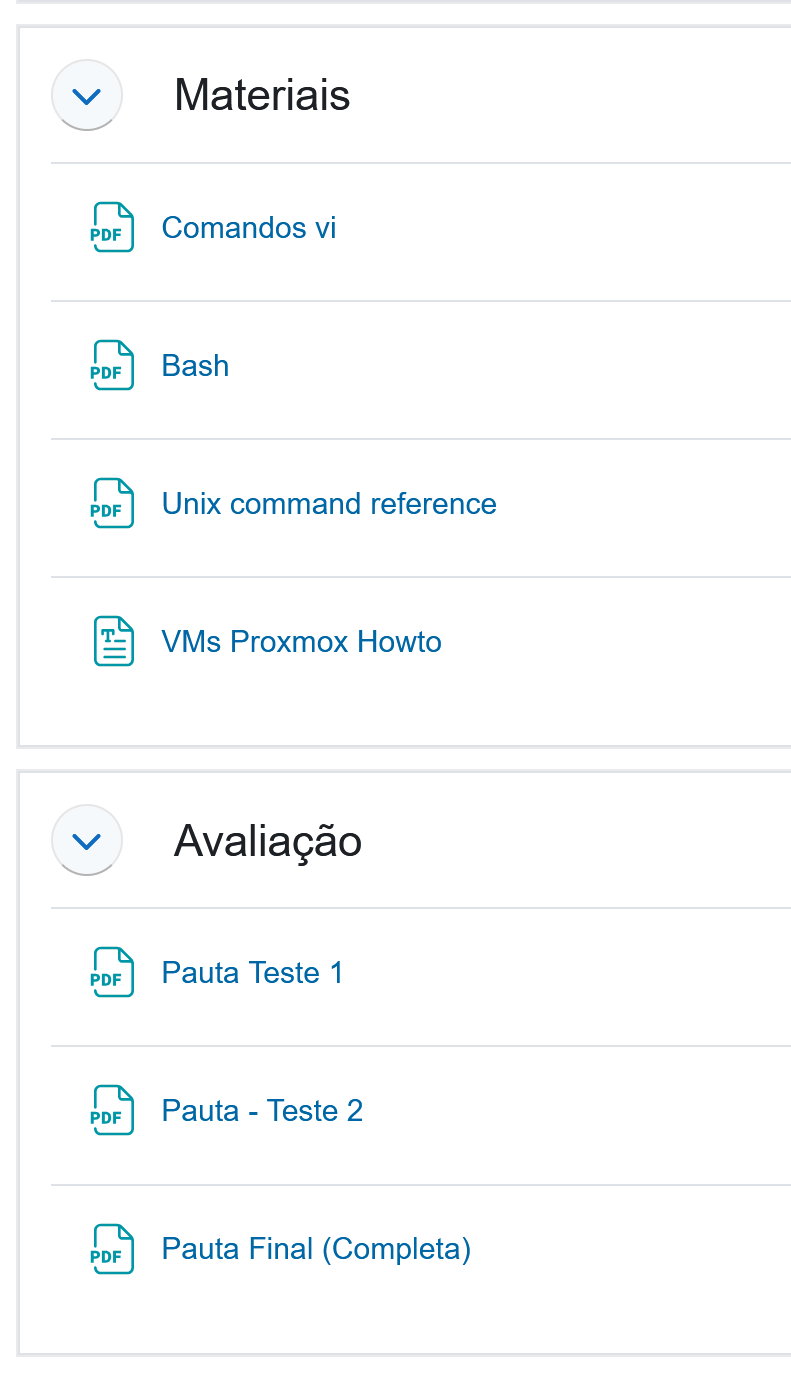 Materiais
PDF Comandos vi
PDF Bash
PDF Unix command reference
VMs Proxmox Howto
Avaliação
PDF Pauta Teste 1
PDF Pauta - Teste 2
PDF Pauta Final (Completa)